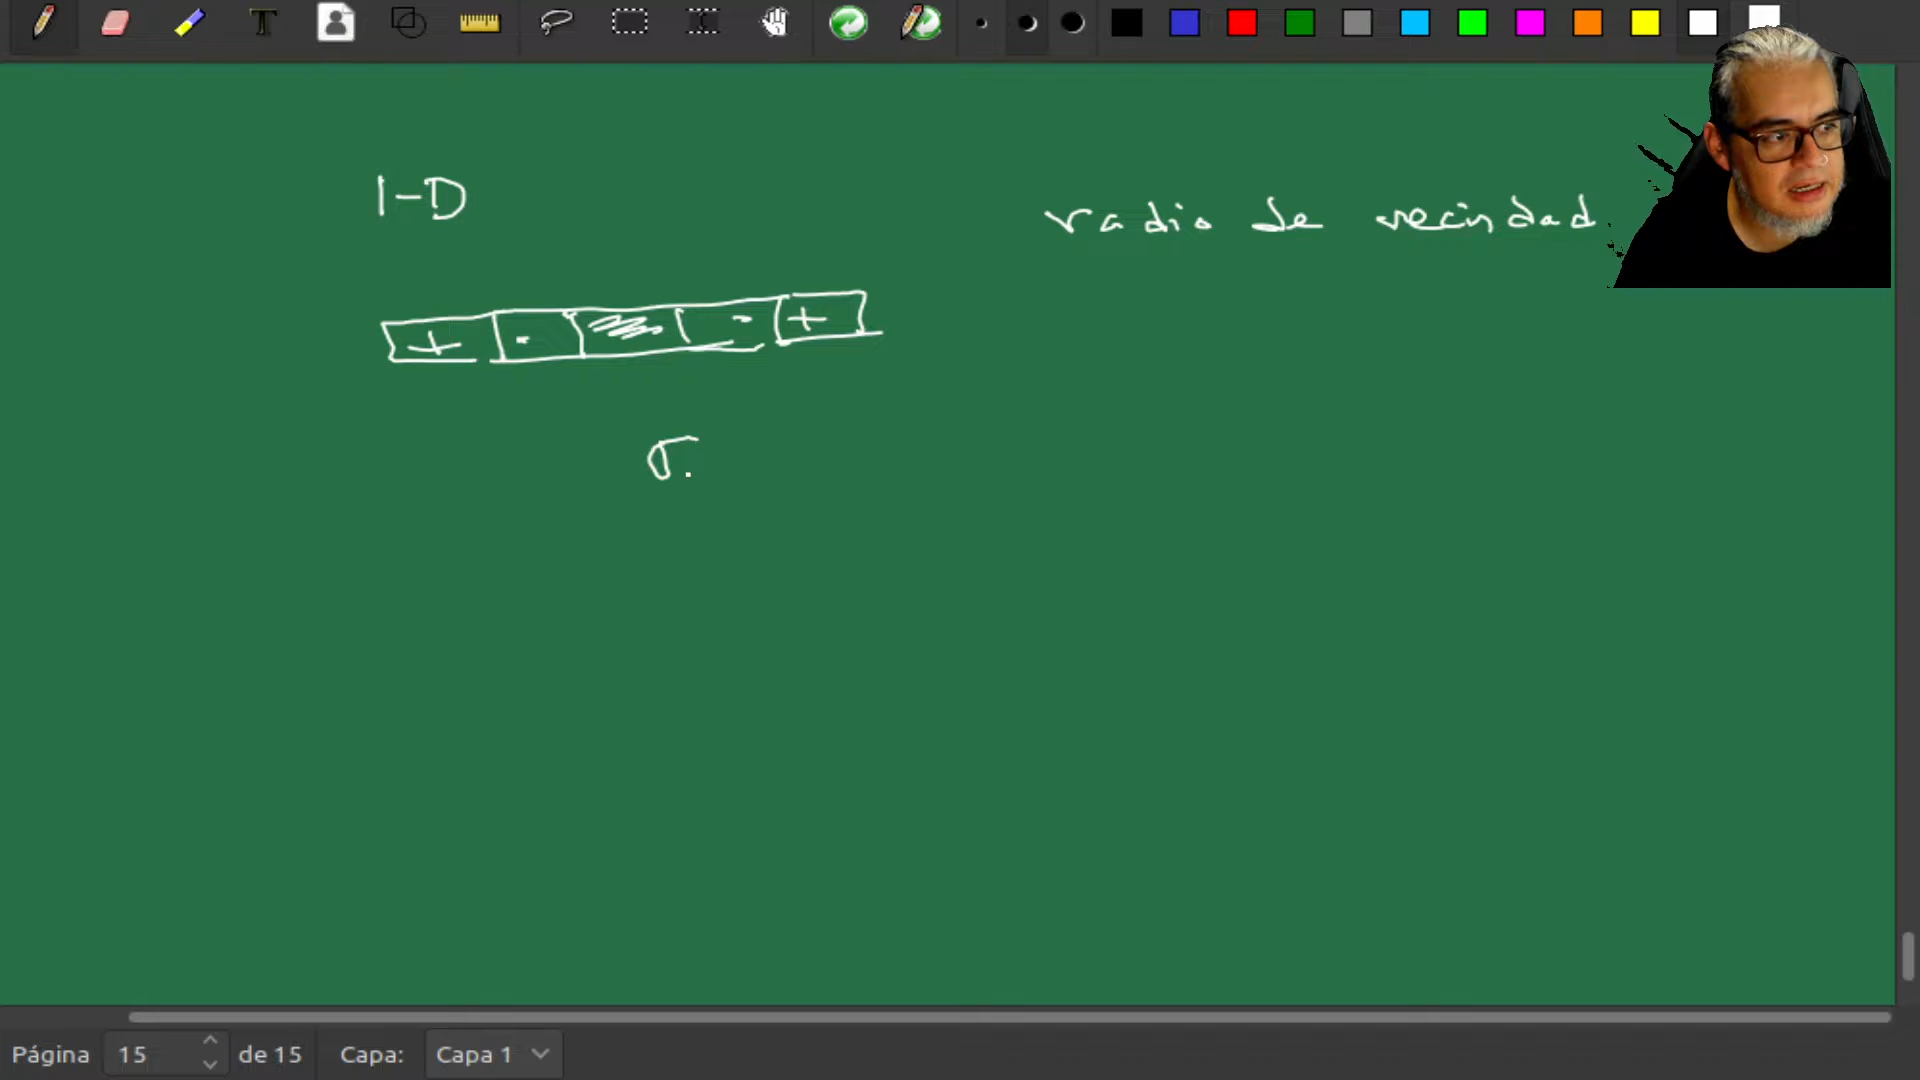 1-D
radio de vecindad
+ - - +
σ.
Página 15 de 15 Capa: Capa 1